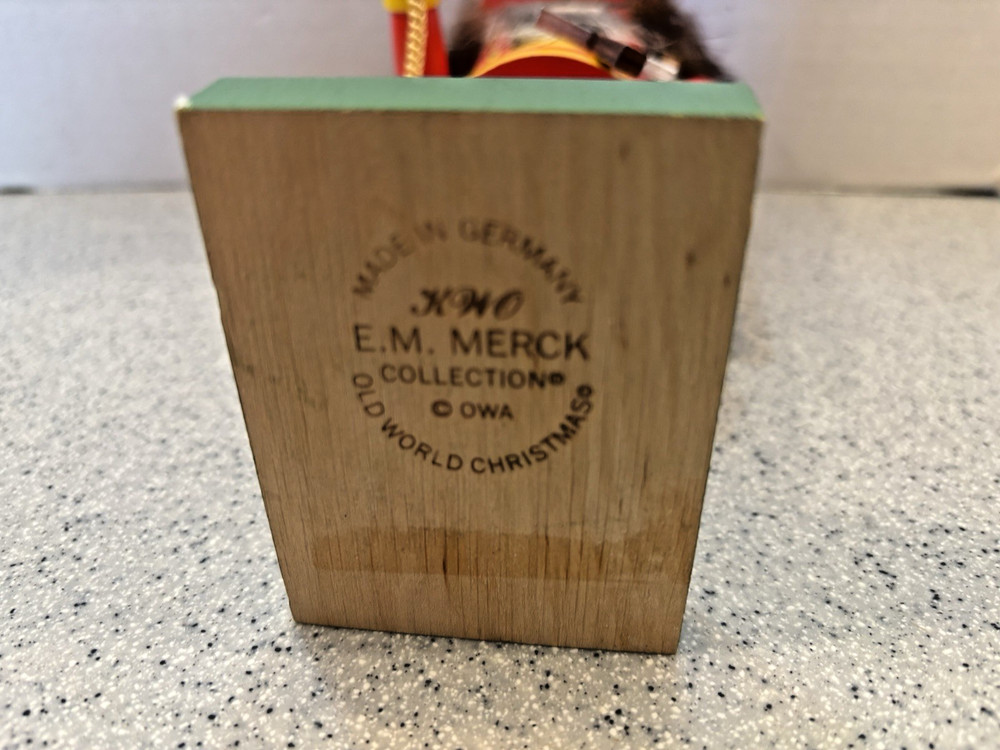 MADE IN GERMANY
KWO
E.M. MERCK
COLLECTION®
© OWA
OLD WORLD CHRISTMAS®